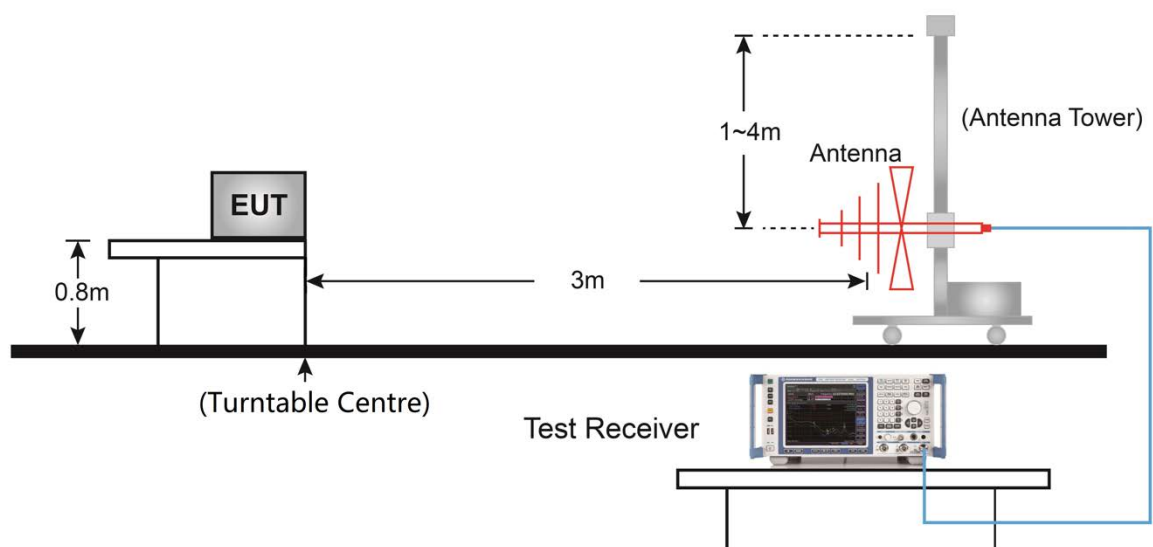 1~4m
(Antenna Tower)
Antenna
EUT
0.8m
3m
(Turntable Centre)
Test Receiver